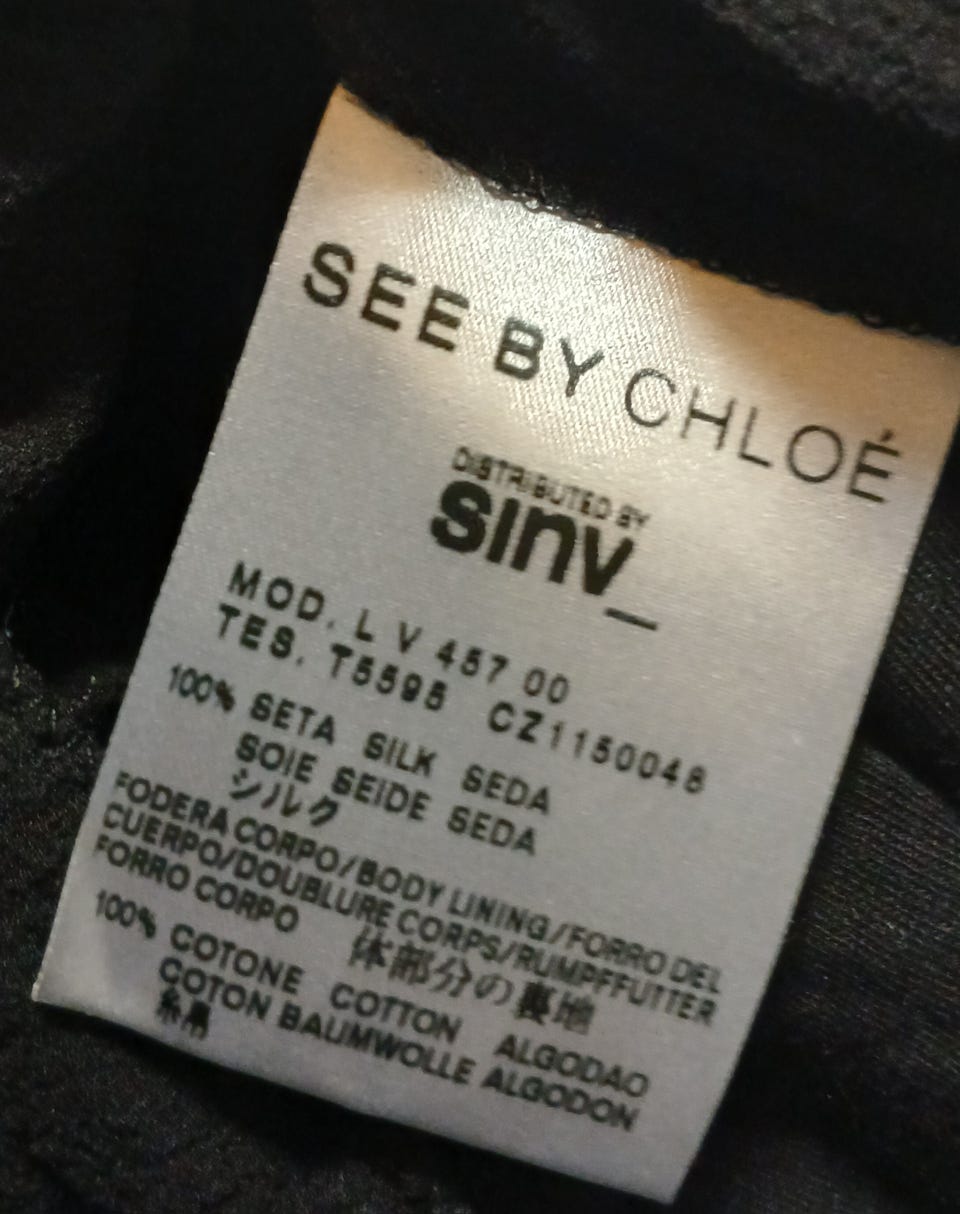 SEE BY CHLOÉ
DISTRIBUTED BY
sinv_
MOD. L V 457 00
TES. T5595 CZ1150048
100% SETA SILK SEDA
SOIE SEIDE SEDA
シルク
FODERA CORPO/BODY LINING/FORRO DEL
CUERPO/DOUBLURE CORPS/RUMPFFUTTER
FORRO CORPO 体部分の裏地
100% COTONE COTTON ALGODAO
COTON BAUMWOLLE ALGODON
綿